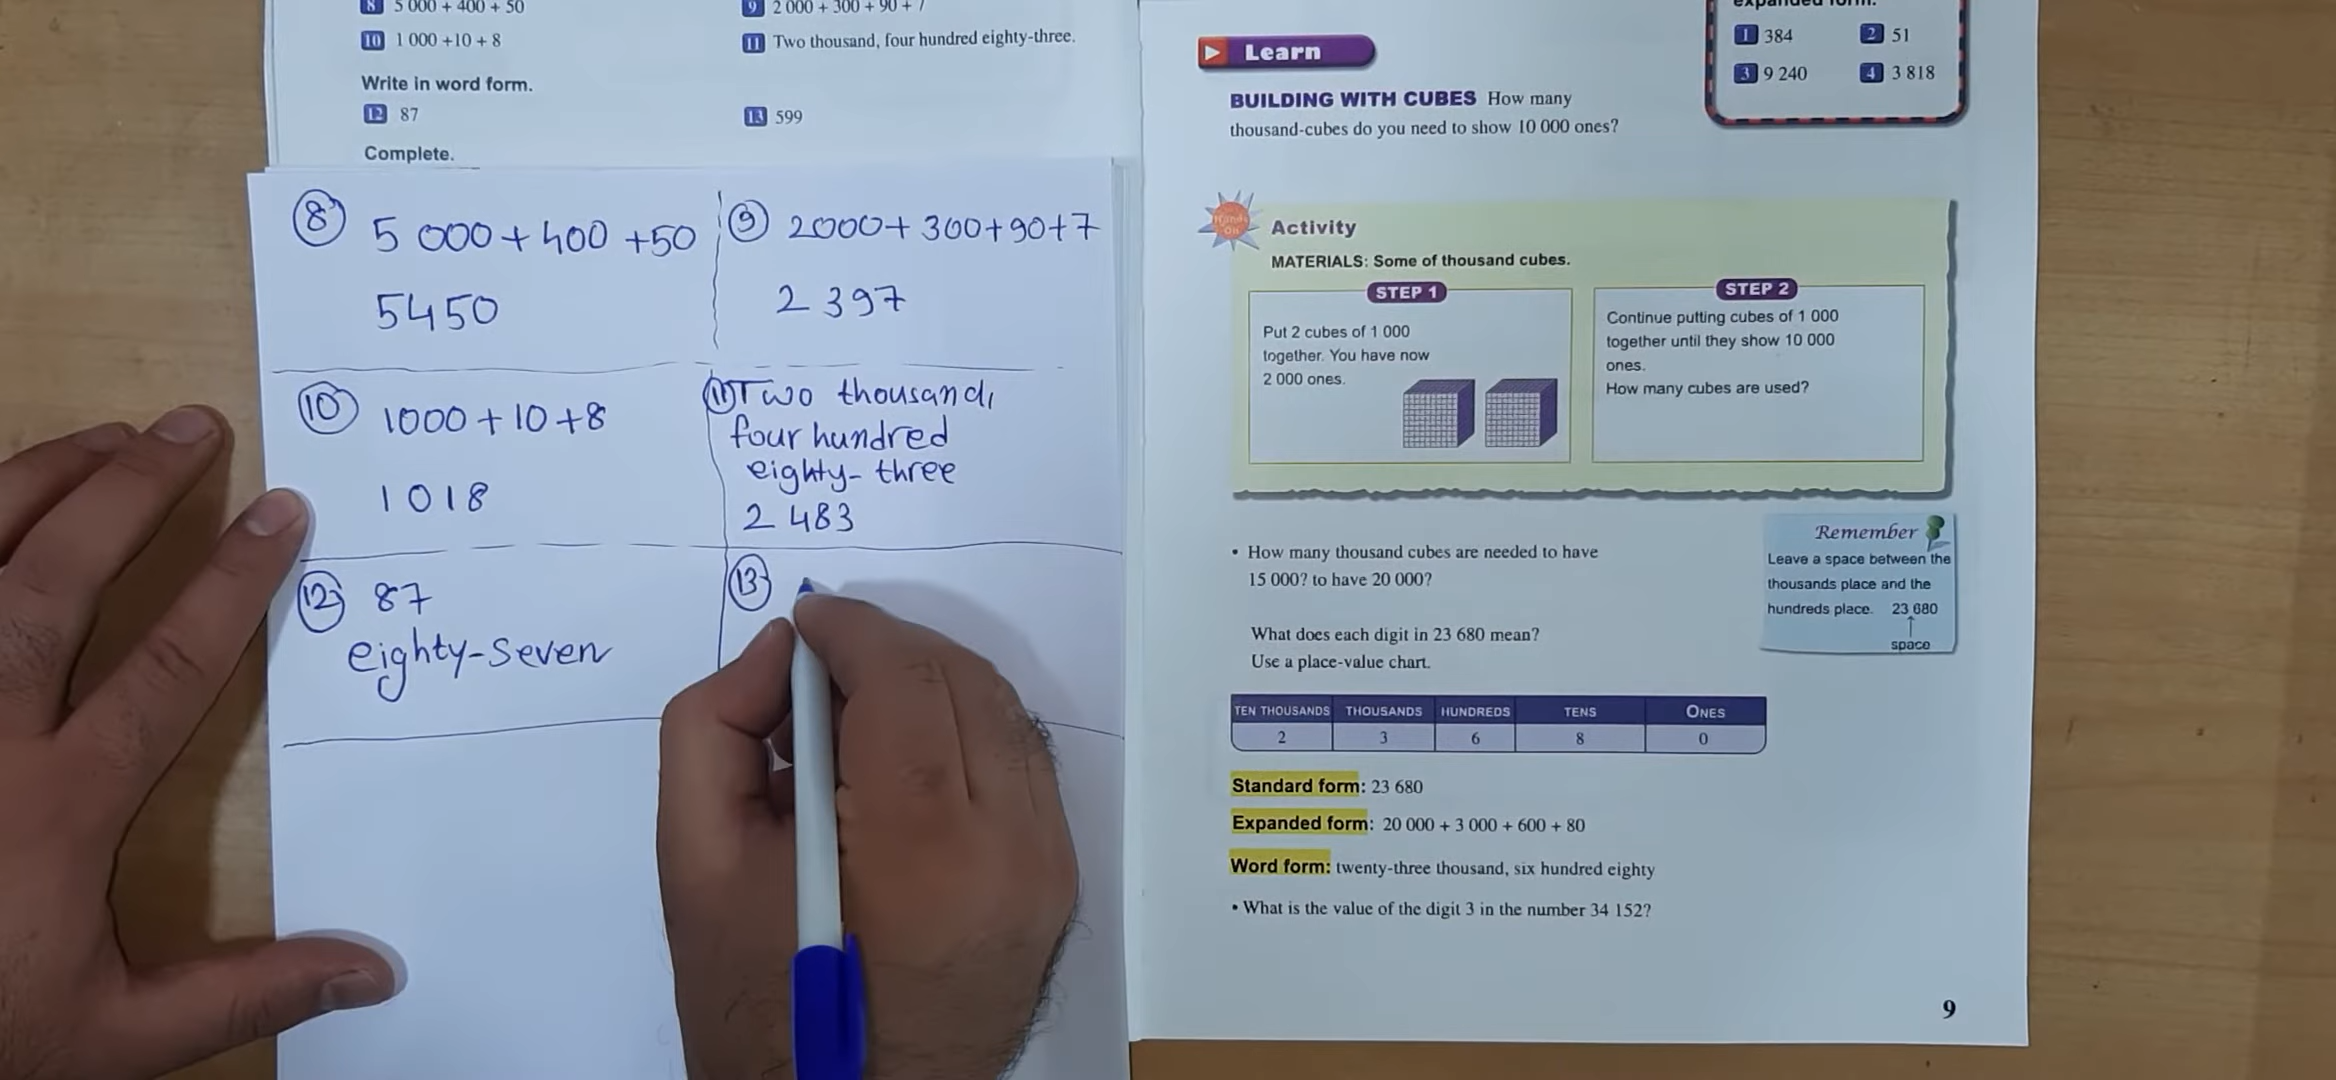 8 5 000 + 400 + 50
9 2 000 + 300 + 90 + 7
10 1 000 +10 + 8
11 Two thousand, four hundred eighty-three.
Write in word form.
12 87
13 599
Complete.
8 5 000 + 400 + 50
5450
9 2000 + 300 + 90 + 7
2 397
10 1000 + 10 + 8
1018
11 Two thousand,
four hundred
eighty-three
2 483
12 87
eighty-seven
13
expanded form.
1 384
2 51
3 9 240
4 3 818
Learn
BUILDING WITH CUBES How many
thousand-cubes do you need to show 10 000 ones?
Hands
On
Activity
MATERIALS: Some of thousand cubes.
STEP 1
Put 2 cubes of 1 000
together. You have now
2 000 ones.
STEP 2
Continue putting cubes of 1 000
together until they show 10 000
ones.
How many cubes are used?
• How many thousand cubes are needed to have
15 000? to have 20 000?
Remember
Leave a space between the
thousands place and the
hundreds place. 23 680
space
What does each digit in 23 680 mean?
Use a place-value chart.
TEN THOUSANDS THOUSANDS HUNDREDS TENS ONES
2 3 6 8 0
Standard form: 23 680
Expanded form: 20 000 + 3 000 + 600 + 80
Word form: twenty-three thousand, six hundred eighty
• What is the value of the digit 3 in the number 34 152?
9